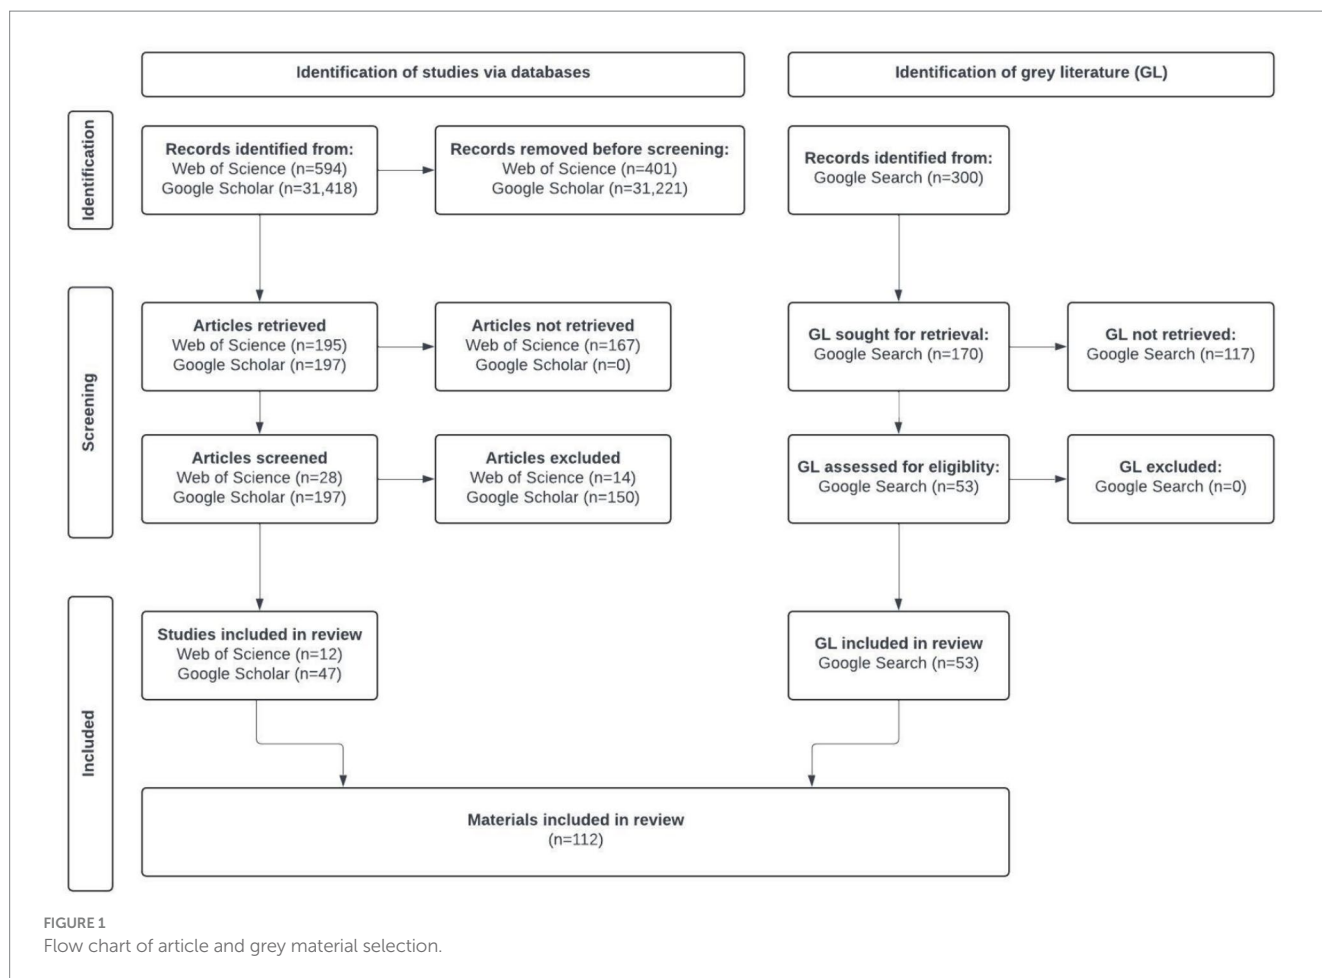 Identification of studies via databases
Identification of grey literature (GL)
Identification
Records identified from:
Web of Science (n=594)
Google Scholar (n=31,418)
Records removed before screening:
Web of Science (n=401)
Google Scholar (n=31,221)
Records identified from:
Google Search (n=300)
Screening
Articles retrieved
Web of Science (n=195)
Google Scholar (n=197)
Articles not retrieved
Web of Science (n=167)
Google Scholar (n=0)
GL sought for retrieval:
Google Search (n=170)
GL not retrieved:
Google Search (n=117)
Articles screened
Web of Science (n=28)
Google Scholar (n=197)
Articles excluded
Web of Science (n=14)
Google Scholar (n=150)
GL assessed for eligiblity:
Google Search (n=53)
GL excluded:
Google Search (n=0)
Included
Studies included in review
Web of Science (n=12)
Google Scholar (n=47)
GL included in review
Google Search (n=53)
Materials included in review
(n=112)
FIGURE 1
Flow chart of article and grey material selection.